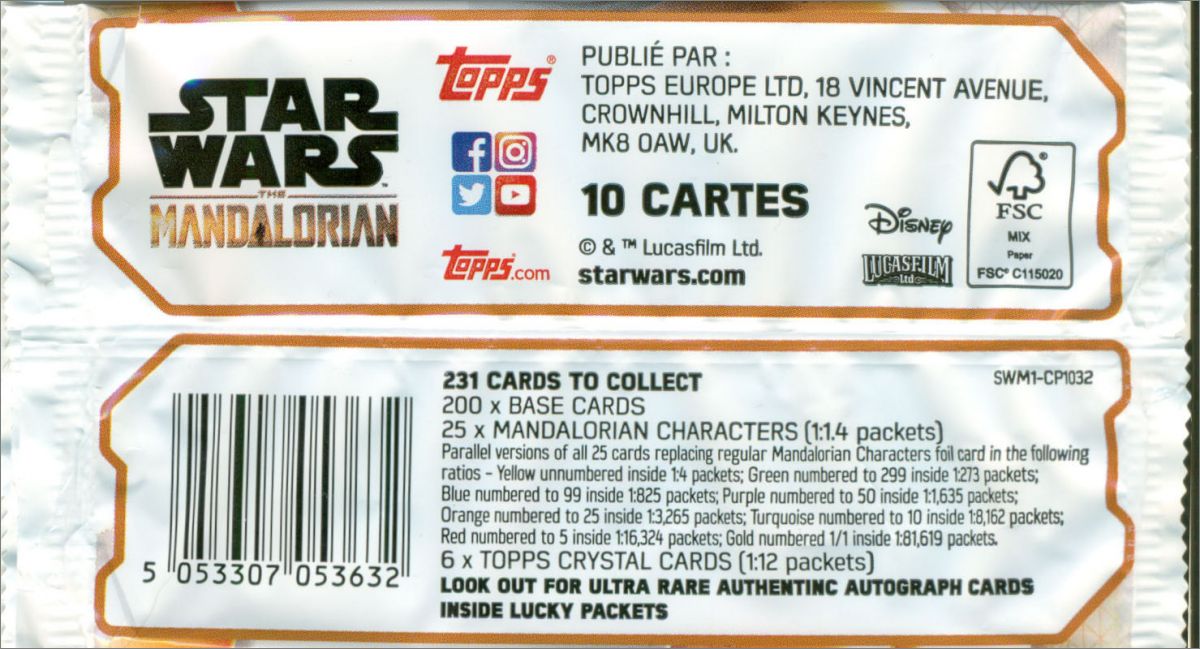 STAR
WARS™
THE
MANDALORIAN
TOPPS®
TOPPS.com
PUBLIÉ PAR :
TOPPS EUROPE LTD, 18 VINCENT AVENUE,
CROWNHILL, MILTON KEYNES,
MK8 0AW, UK.
10 CARTES
© & ™ Lucasfilm Ltd.
starwars.com
DISNEY
LUCASFILM
Ltd
®
FSC
MIX
Paper
FSC® C115020
5 053307 053632
231 CARDS TO COLLECT
SWM1-CP1032
200 x BASE CARDS
25 x MANDALORIAN CHARACTERS (1:1.4 packets)
Parallel versions of all 25 cards replacing regular Mandalorian Characters foil card in the following
ratios – Yellow unnumbered inside 1:4 packets; Green numbered to 299 inside 1:273 packets;
Blue numbered to 99 inside 1:825 packets; Purple numbered to 50 inside 1:1,635 packets;
Orange numbered to 25 inside 1:3,265 packets; Turquoise numbered to 10 inside 1:8,162 packets;
Red numbered to 5 inside 1:16,324 packets; Gold numbered 1/1 inside 1:81,619 packets.
6 x TOPPS CRYSTAL CARDS (1:12 packets)
LOOK OUT FOR ULTRA RARE AUTHENTINC AUTOGRAPH CARDS
INSIDE LUCKY PACKETS